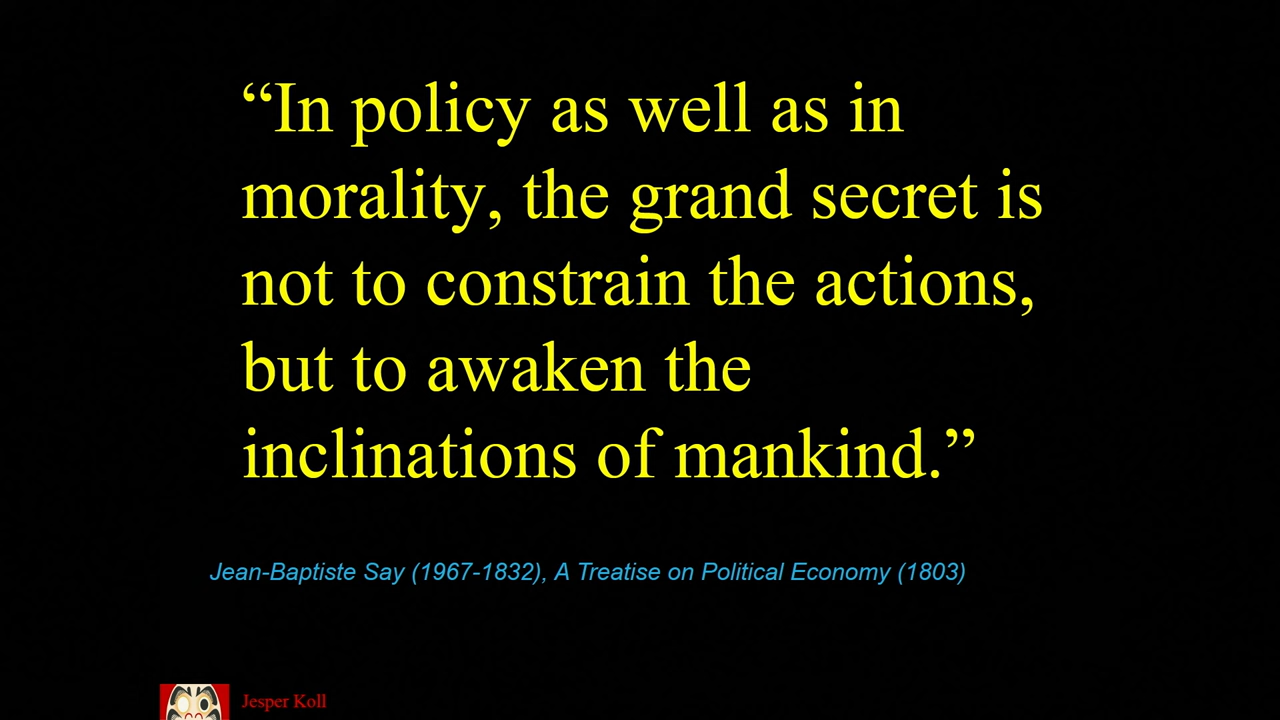 “In policy as well as in
morality, the grand secret is
not to constrain the actions,
but to awaken the
inclinations of mankind.”
Jean-Baptiste Say (1967-1832), A Treatise on Political Economy (1803)
Jesper Koll